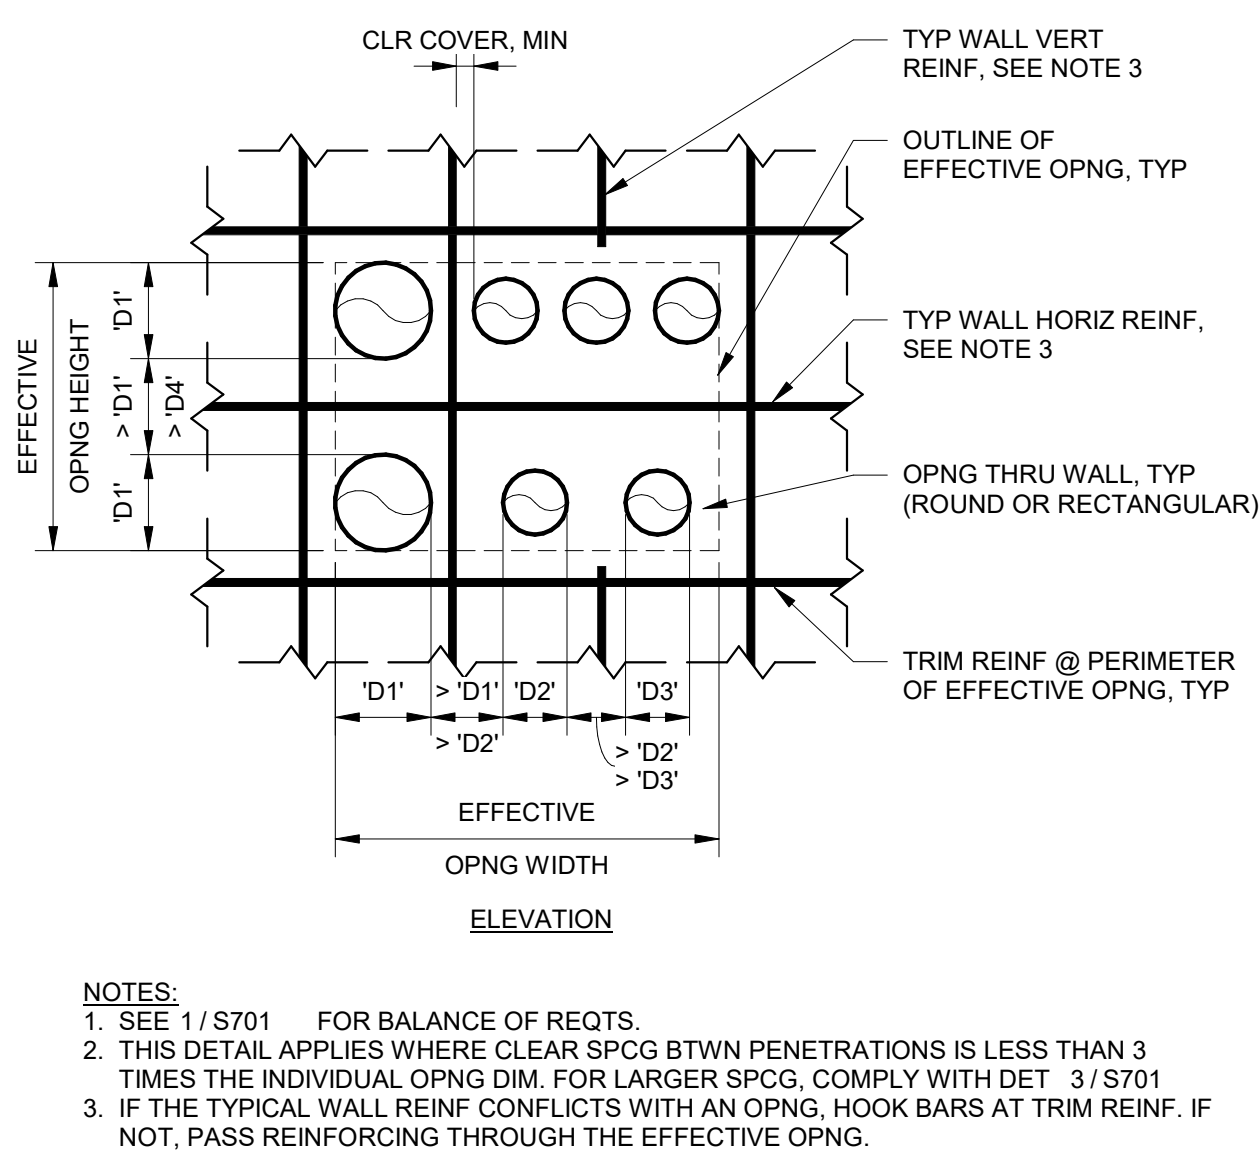 CLR COVER, MIN
TYP WALL VERT
REINF, SEE NOTE 3
OUTLINE OF
EFFECTIVE OPNG, TYP
TYP WALL HORIZ REINF,
SEE NOTE 3
OPNG THRU WALL, TYP
(ROUND OR RECTANGULAR)
TRIM REINF @ PERIMETER
OF EFFECTIVE OPNG, TYP
EFFECTIVE
OPNG HEIGHT
'D1'
> 'D1'
> 'D4'
'D1'
'D1'
> 'D1'
'D2'
'D3'
> 'D2'
> 'D2'
> 'D3'
EFFECTIVE
OPNG WIDTH
ELEVATION
NOTES:
1. SEE 1 / S701 FOR BALANCE OF REQTS.
2. THIS DETAIL APPLIES WHERE CLEAR SPCG BTWN PENETRATIONS IS LESS THAN 3
TIMES THE INDIVIDUAL OPNG DIM. FOR LARGER SPCG, COMPLY WITH DET 3 / S701
3. IF THE TYPICAL WALL REINF CONFLICTS WITH AN OPNG, HOOK BARS AT TRIM REINF. IF
NOT, PASS REINFORCING THROUGH THE EFFECTIVE OPNG.